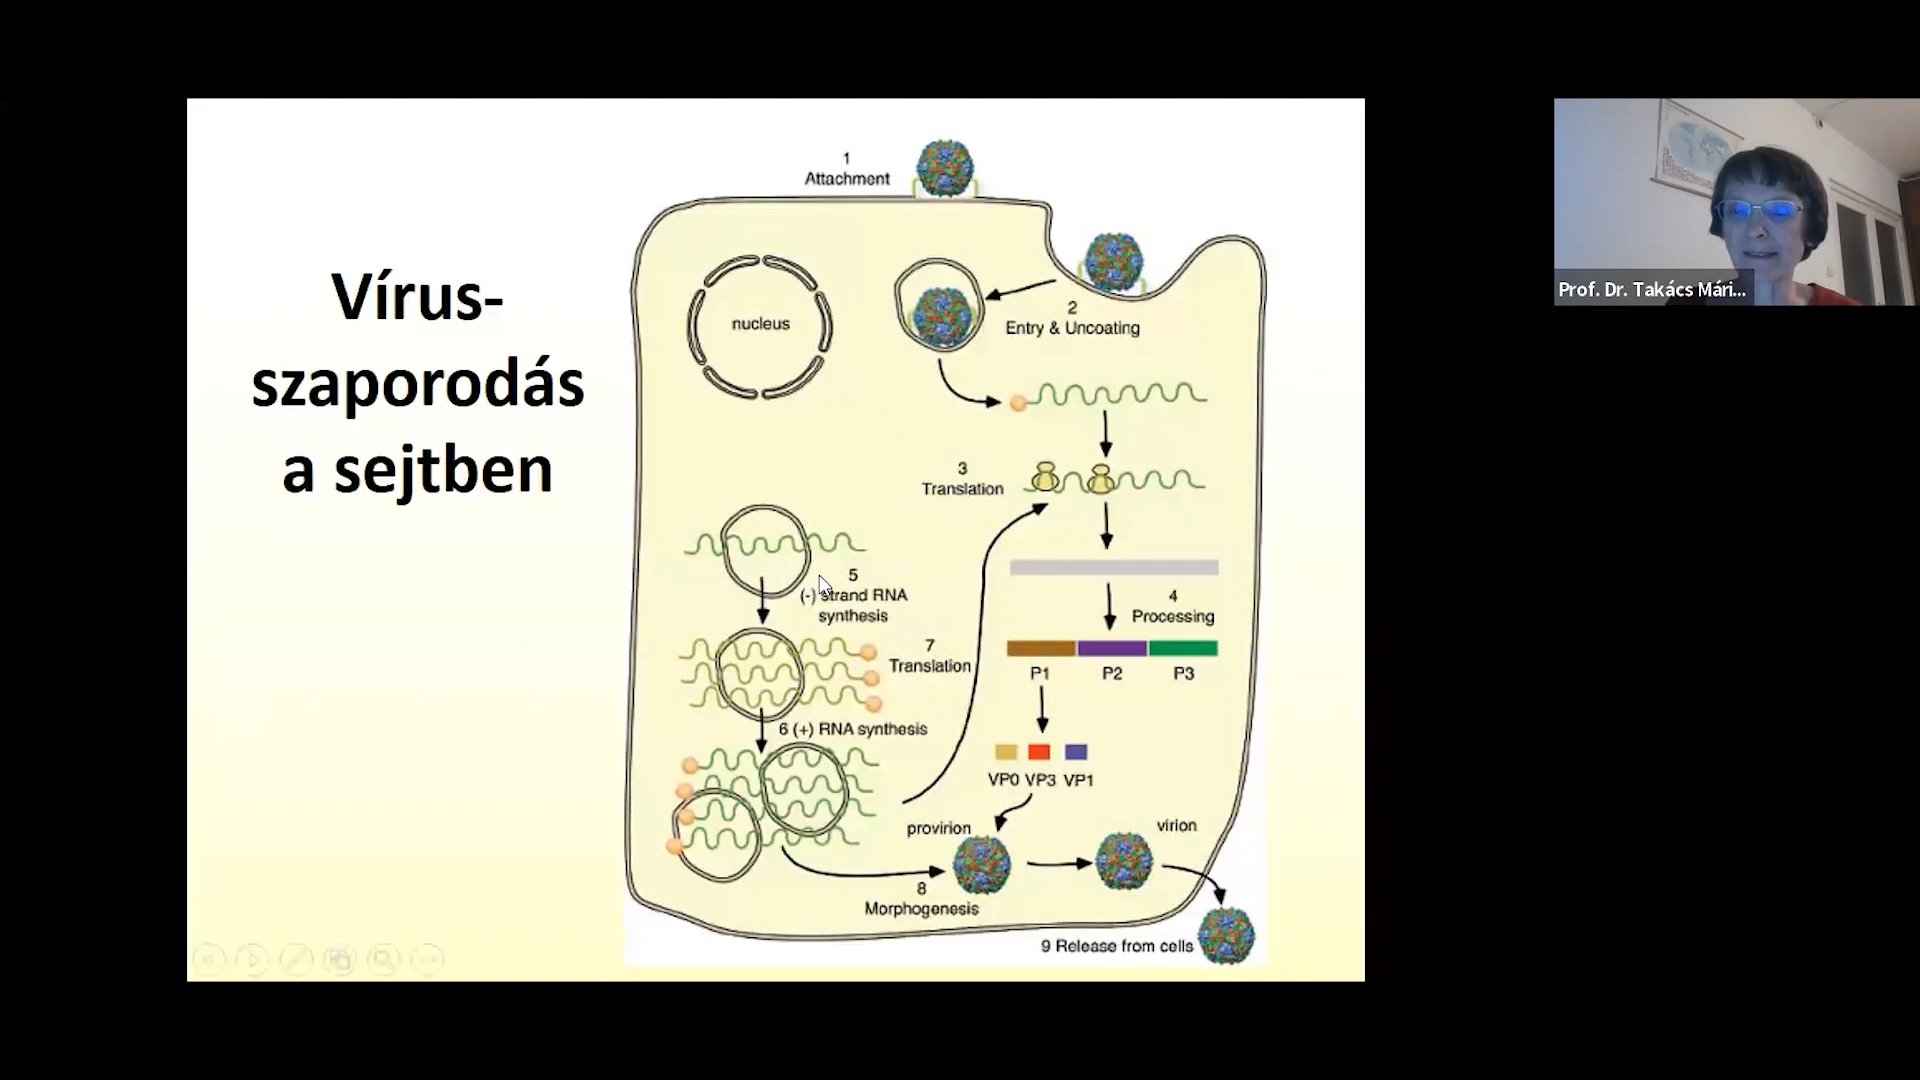 Vírus-
szaporodás
a sejtben
1
Attachment
nucleus
2
Entry & Uncoating
3
Translation
4
Processing
P1 P2 P3
VP0 VP3 VP1
5
(-) strand RNA
synthesis
7
Translation
6 (+) RNA synthesis
provirion
virion
8
Morphogenesis
9 Release from cells
Prof. Dr. Takács Mári...